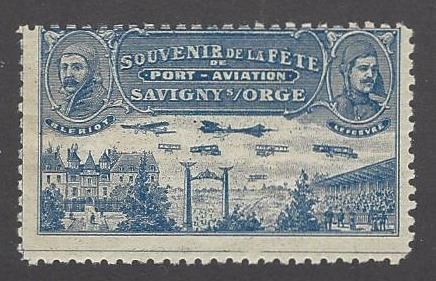 SOUVENIR DE LA FÊTE
DE
PORT - AVIATION
SAVIGNY S/ORGE
BLERIOT
LEFEBVRE